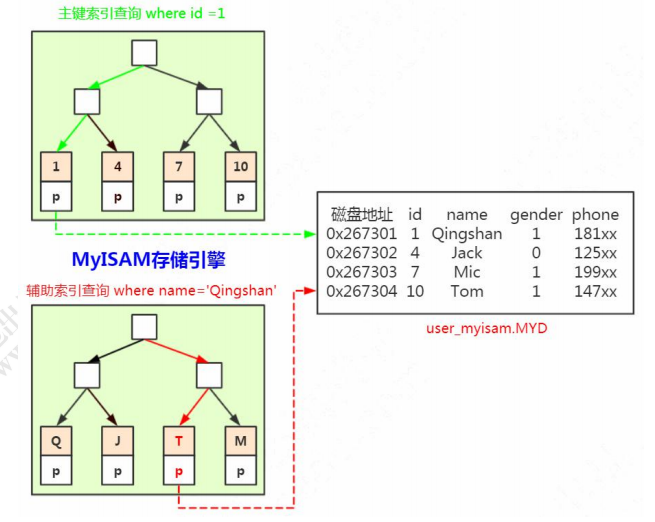 主键索引查询 where id =1
1 4 7 10
p p p p
磁盘地址 id name gender phone
0x267301 1 Qingshan 1 181xx
0x267302 4 Jack 0 125xx
0x267303 7 Mic 1 199xx
0x267304 10 Tom 1 147xx
user_myisam.MYD
MyISAM存储引擎
辅助索引查询 where name='Qingshan'
Q J T M
p p p p